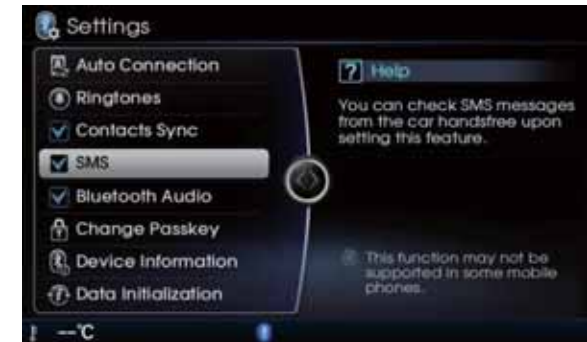 Settings
Auto Connection
Ringtones
Contacts Sync
SMS
Bluetooth Audio
Change Passkey
Device Information
Data Initialization
? Help
You can check SMS messages
from the car handsfree upon
setting this feature.
This function may not be
supported in some mobile
phones.
--°C